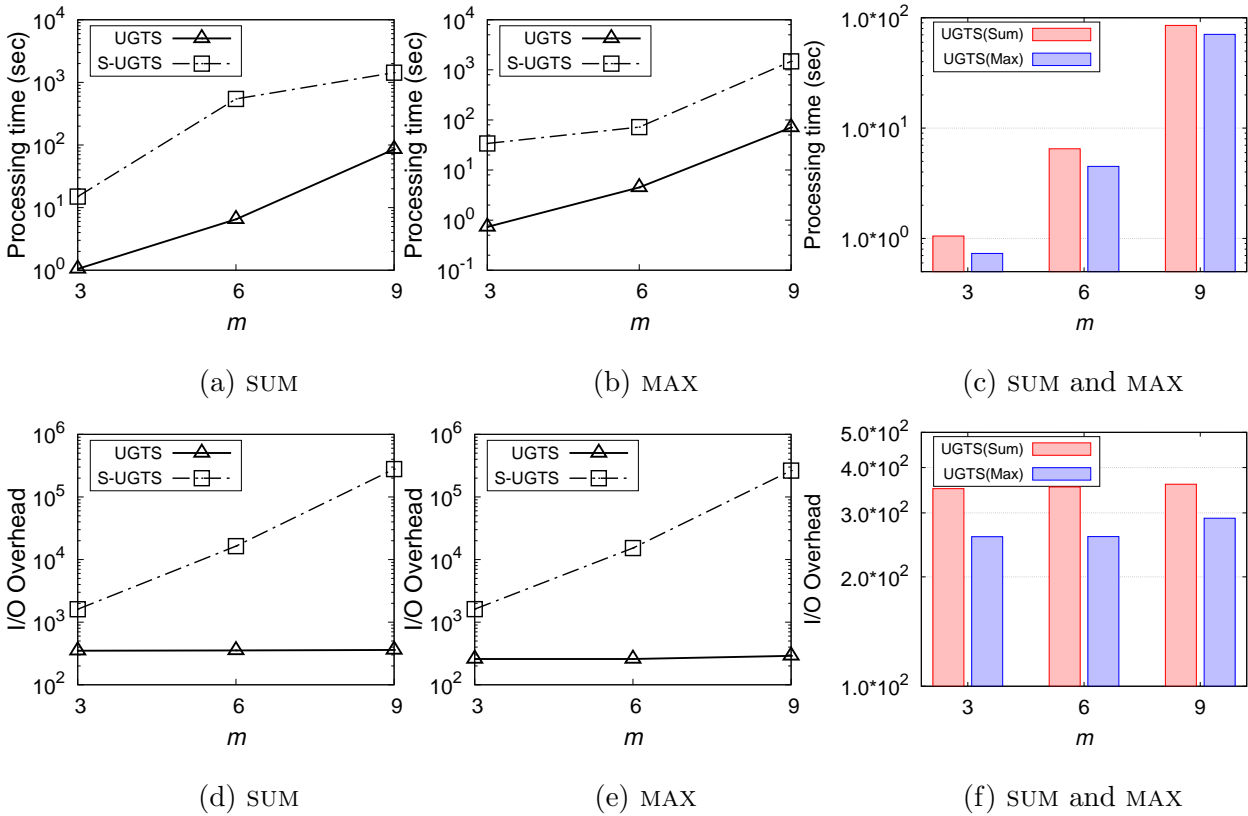 Processing time (sec)
10^4
10^3
10^2
10^1
10^0
UGTS
S-UGTS
3
6
9
m
(a) SUM
Processing time (sec)
10^4
10^3
10^2
10^1
10^0
10^-1
UGTS
S-UGTS
3
6
9
m
(b) MAX
Processing time (sec)
1.0*10^2
1.0*10^1
1.0*10^0
UGTS(Sum)
UGTS(Max)
3
6
9
m
(c) SUM and MAX
I/O Overhead
10^6
10^5
10^4
10^3
10^2
UGTS
S-UGTS
3
6
9
m
(d) SUM
I/O Overhead
10^6
10^5
10^4
10^3
10^2
UGTS
S-UGTS
3
6
9
m
(e) MAX
I/O Overhead
5.0*10^2
4.0*10^2
3.0*10^2
2.0*10^2
1.0*10^2
UGTS(Sum)
UGTS(Max)
3
6
9
m
(f) SUM and MAX